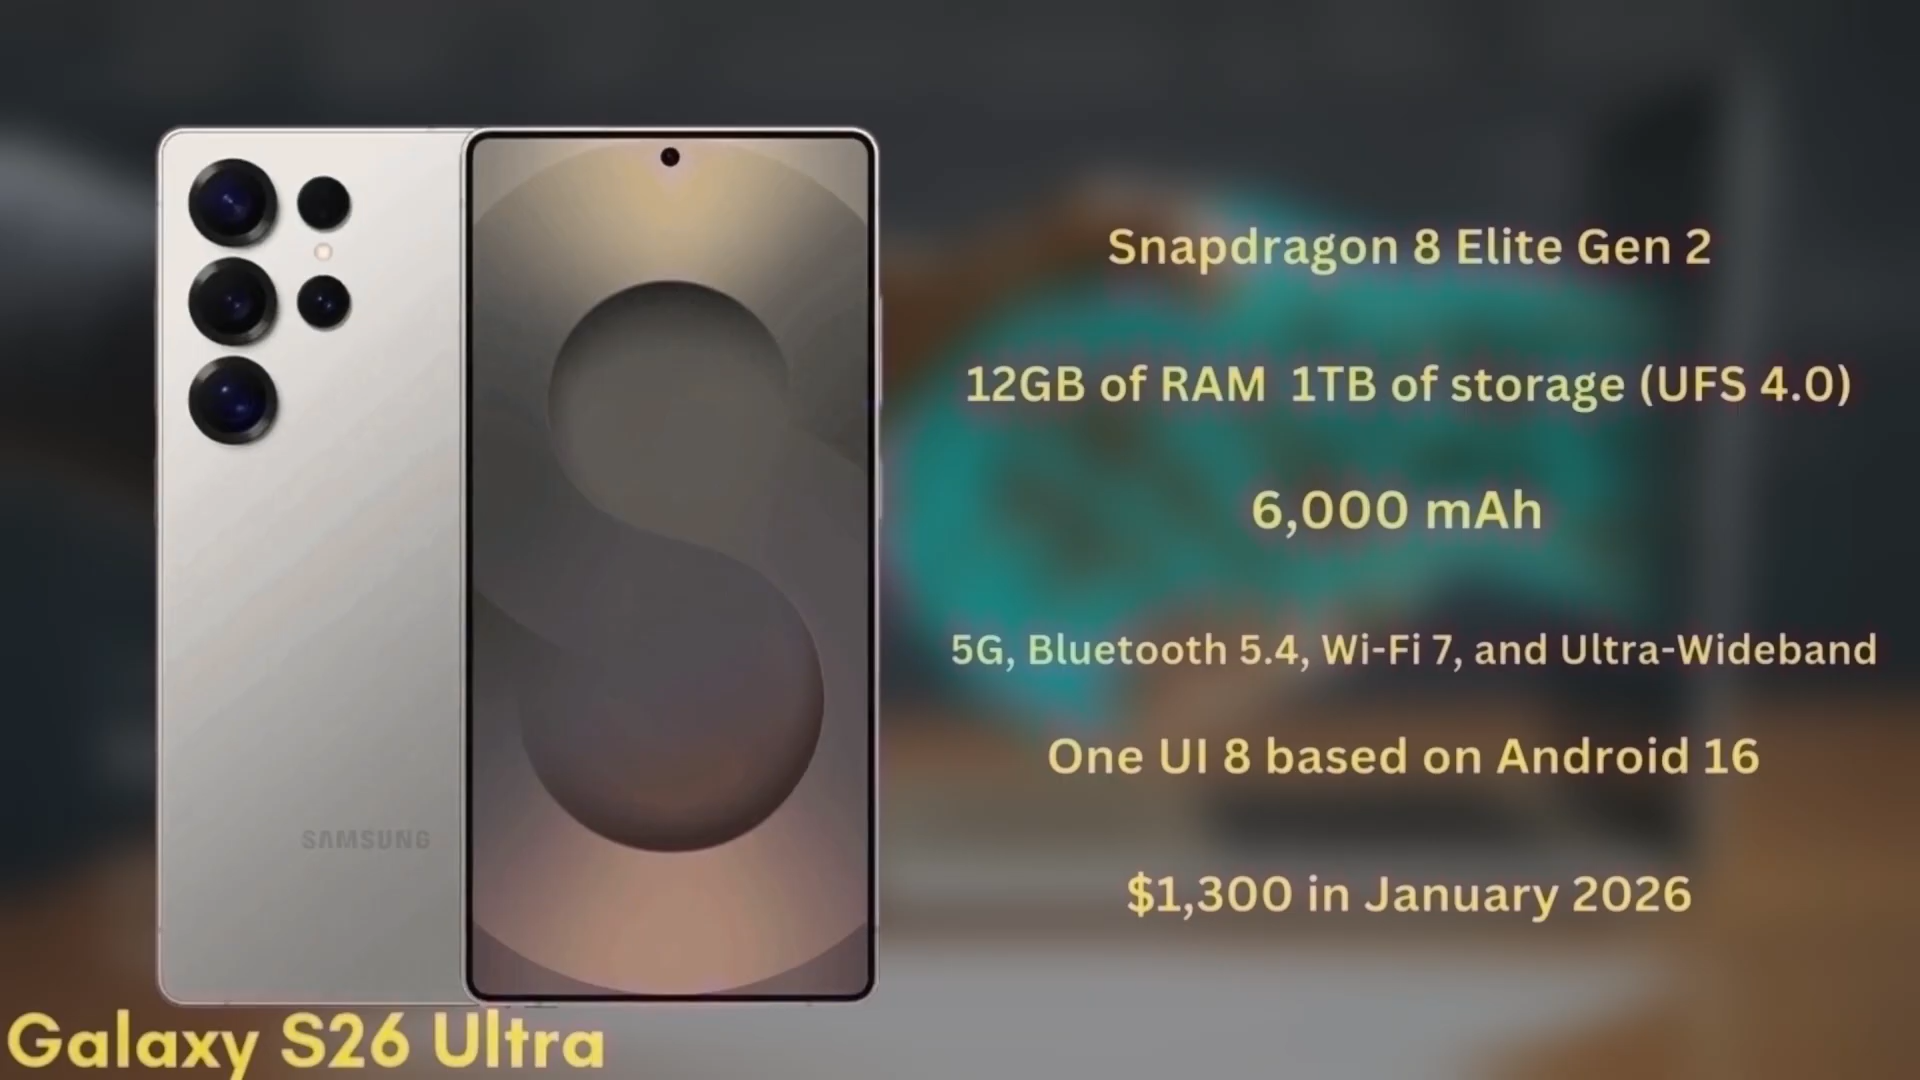 Snapdragon 8 Elite Gen 2
12GB of RAM 1TB of storage (UFS 4.0)
6,000 mAh
5G, Bluetooth 5.4, Wi-Fi 7, and Ultra-Wideband
One UI 8 based on Android 16
$1,300 in January 2026
SAMSUNG
Galaxy S26 Ultra